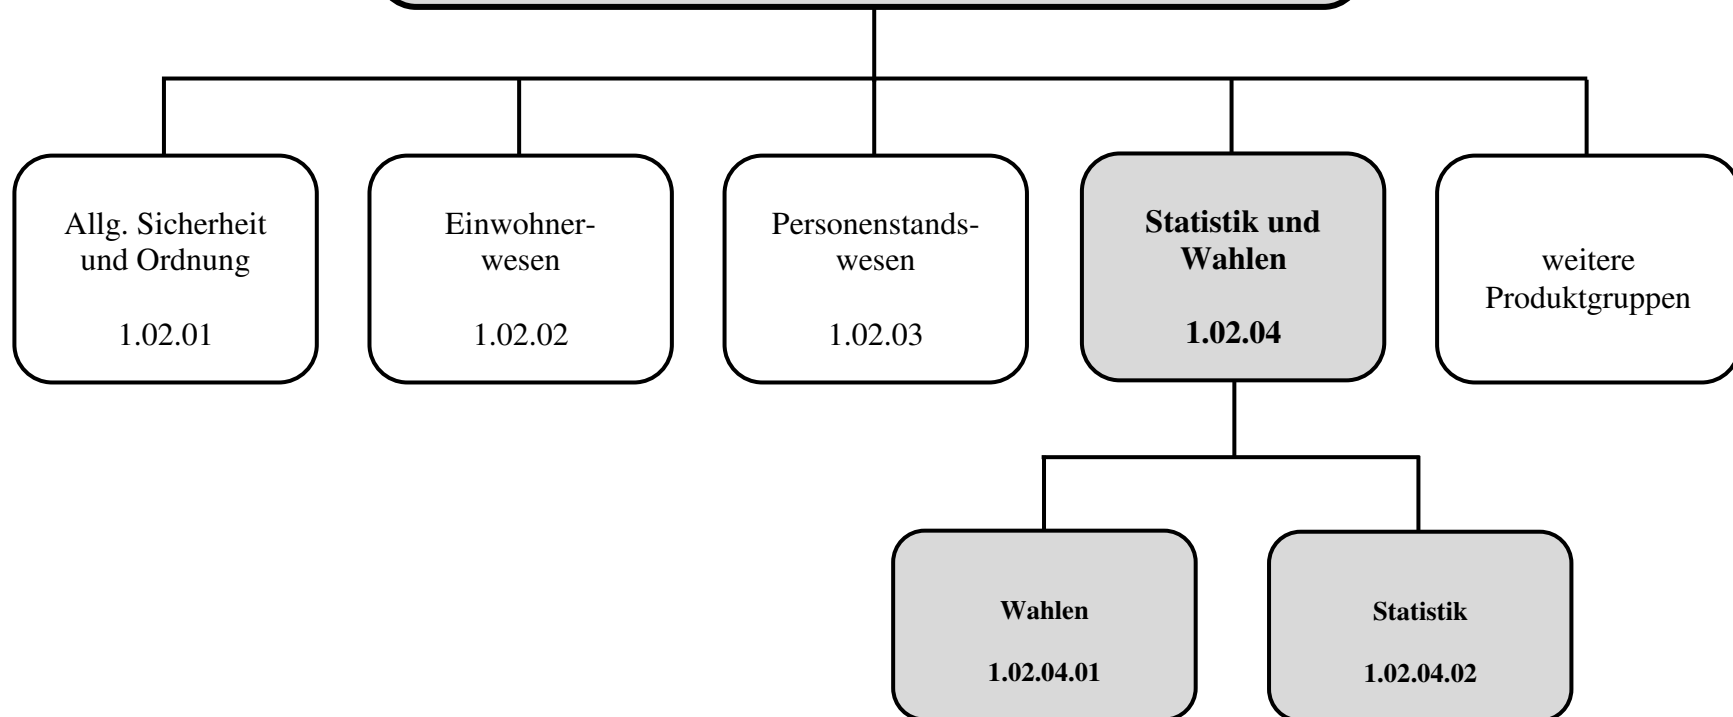 Allg. Sicherheit
und Ordnung
1.02.01
Einwohner-
wesen
1.02.02
Personenstands-
wesen
1.02.03
Statistik und
Wahlen
1.02.04
weitere
Produktgruppen
Wahlen
1.02.04.01
Statistik
1.02.04.02